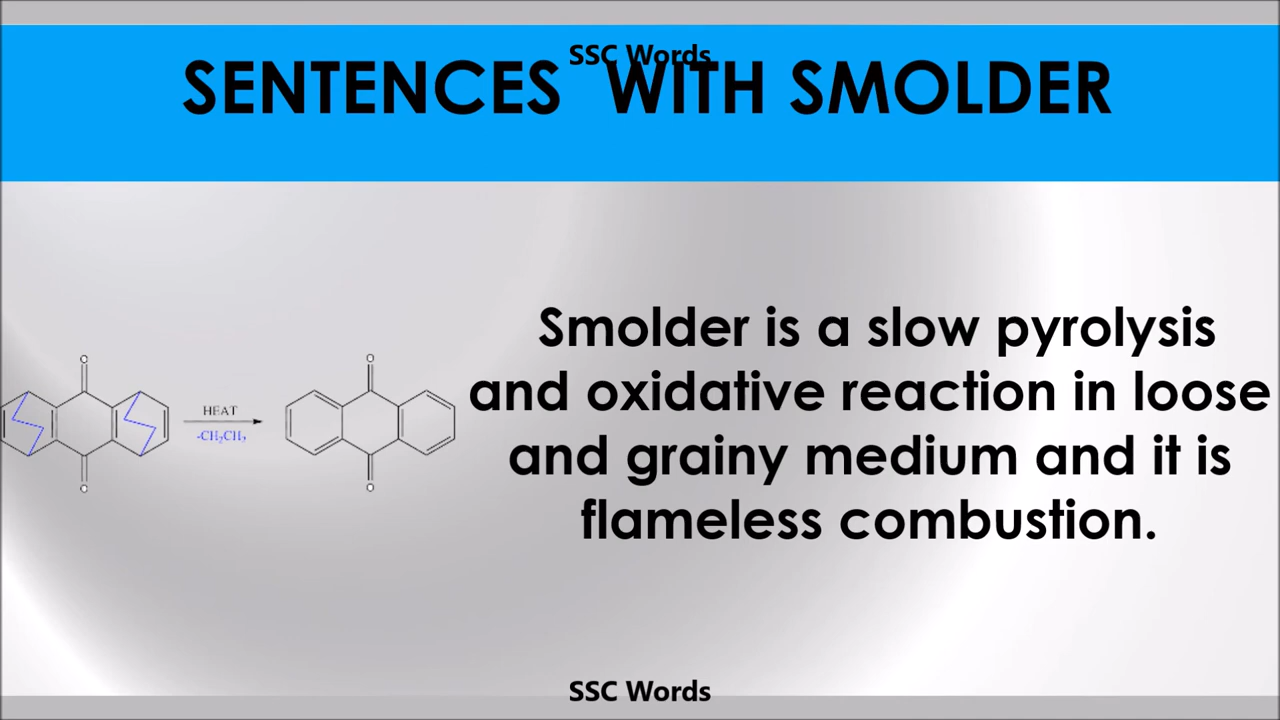 SSC Words
SENTENCES WITH SMOLDER
Smolder is a slow pyrolysis
and oxidative reaction in loose
and grainy medium and it is
flameless combustion.
O
O
HEAT
-CH₂CH₂
O
O
SSC Words